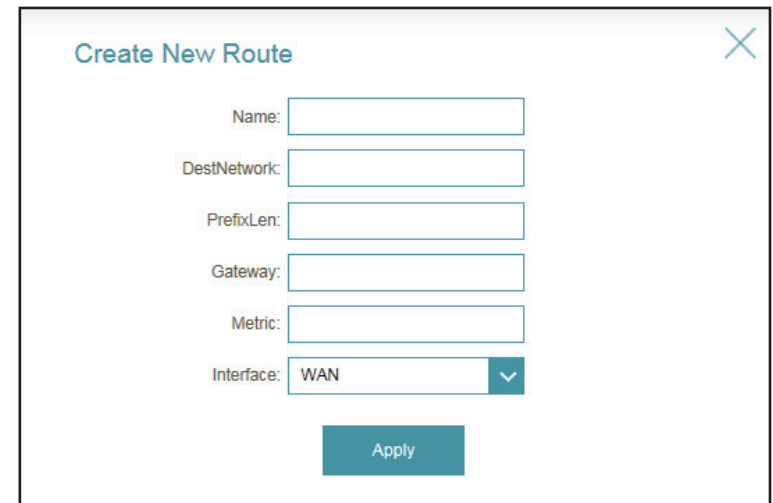 Create New Route
Name:
DestNetwork:
PrefixLen:
Gateway:
Metric:
Interface: WAN
Apply